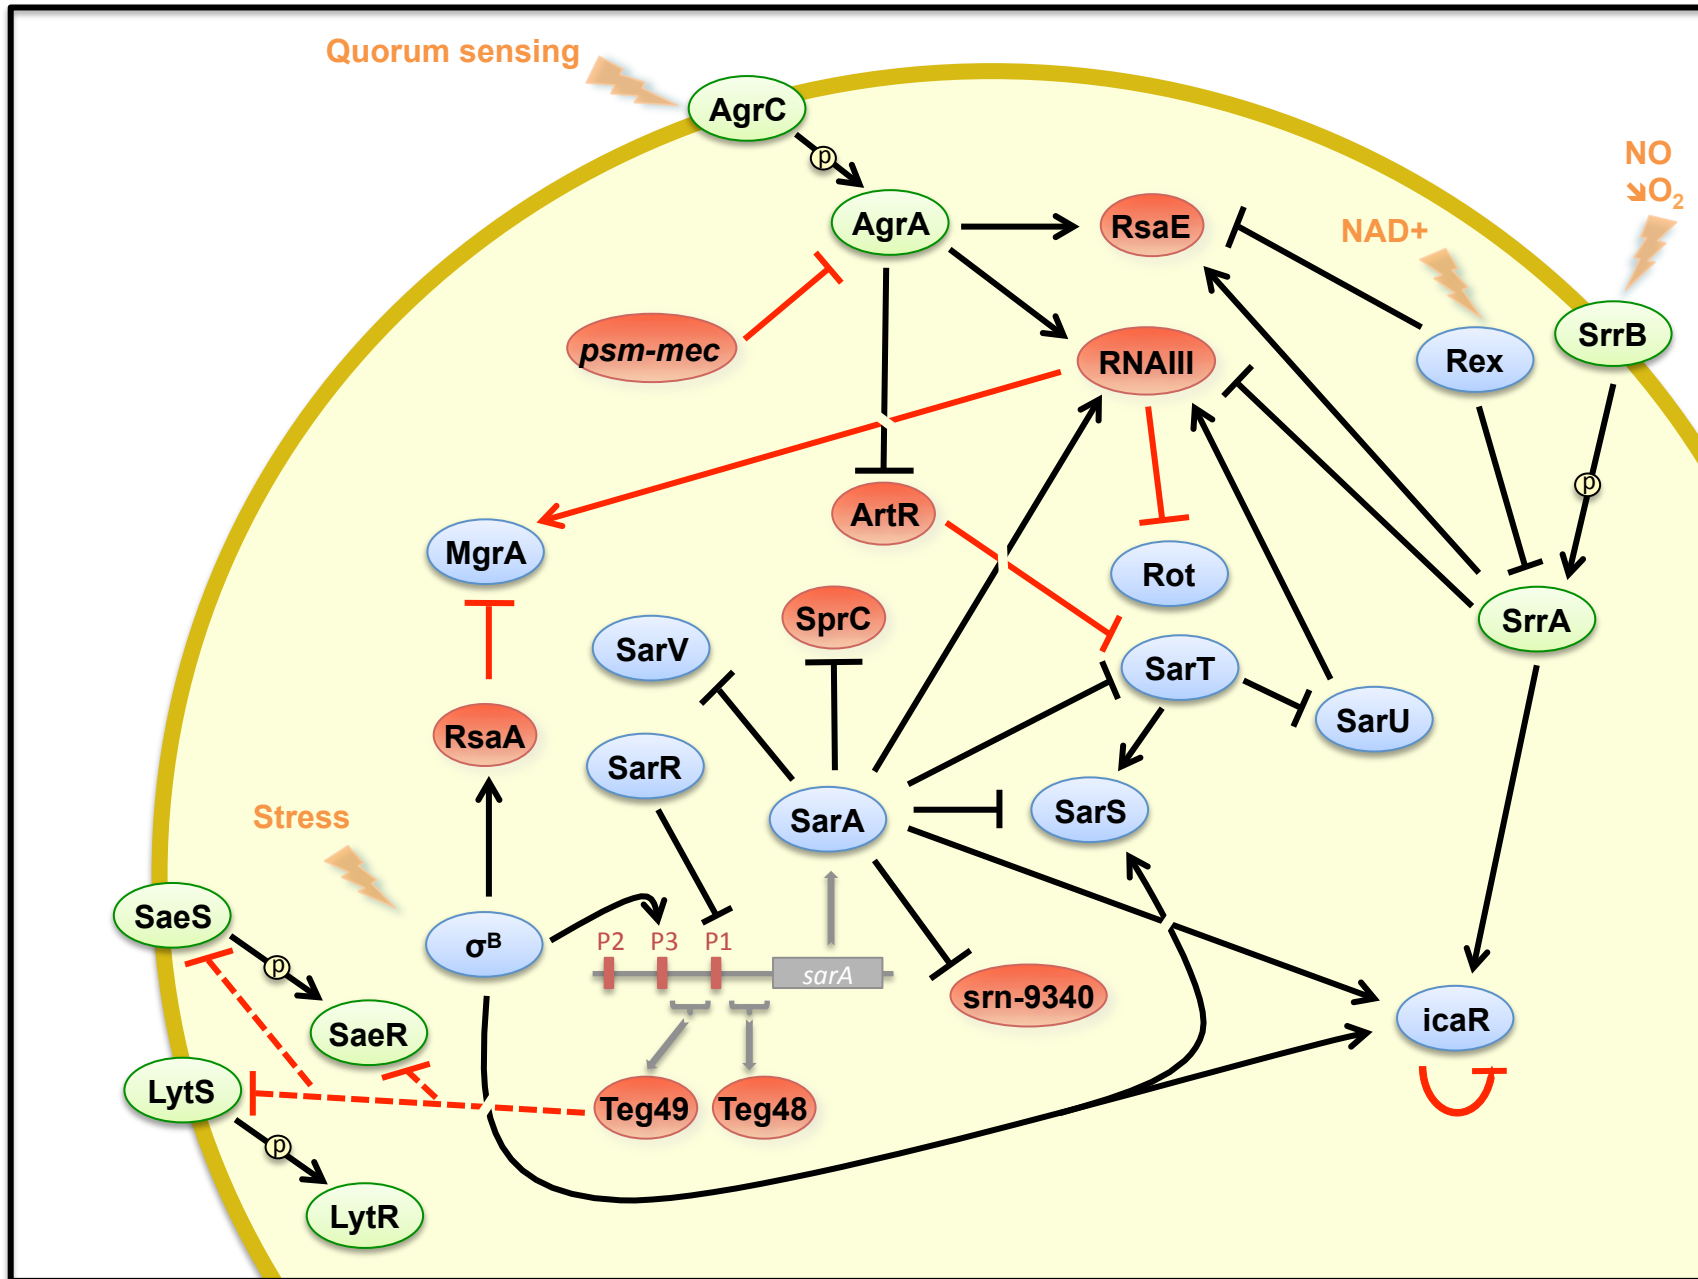 Quorum sensing
AgrC
p
NO
↘O₂
AgrA
RsaE
NAD+
psm-mec
RNAIII
Rex
SrrB
p
ArtR
MgrA
Rot
SprC
SrrA
SarV
SarT
SarU
RsaA
SarR
SarA
SarS
Stress
SaeS
σᴮ
P2 P3 P1
p
sarA
srn-9340
icaR
SaeR
LytS
Teg49
Teg48
p
LytR